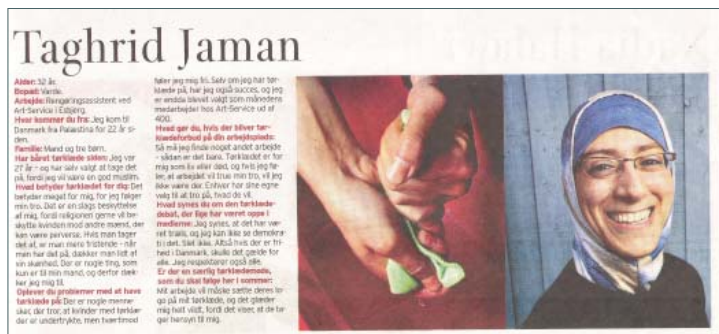 Taghrid Jaman
Alder: 32 år.
Bopæl: Varde.
Arbejde: Rengøringsassistent ved
Art-Service i Esbjerg.
Hvor kommer du fra: Jeg kom til
Danmark fra Palæstina for 22 år si-
den.
Familie: Mand og tre børn.
Har båret tørklæde siden: Jeg var
27 år - og har selv valgt at tage det
på, fordi jeg vil være en god muslim.
Hvad betyder tørklædet for dig: Det
betyder meget for mig, for jeg følger
min tro. Det er en slags beskyttelse
af mig, fordi religionen gerne vil be-
skytte kvinden mod andre mænd, der
kan være perverse. Hvis man tager
det af, er man mere fristende - når
man har det på, dækker man lidt af
sin skønhed. Der er nogle ting, som
kun er til min mand, og derfor dæk-
ker jeg mig til.
Oplever du problemer med at have
tørklæde på: Der er nogle menne-
sker, der tror, at kvinder med tørklæ-
der er undertrykte, men tværtimod
føler jeg mig fri. Selv om jeg har tør-
klæde på, har jeg også succes, og jeg
er endda blevet valgt som månedens
medarbejder hos Art-Service ud af
400.
Hvad gør du, hvis der bliver tør-
klædeforbud på din arbejdsplads:
Så må jeg finde noget andet arbejde
- sådan er det bare. Tørklædet er for
mig som liv eller død, og hvis jeg fø-
ler, at arbejdet vil true min tro, vil jeg
ikke være der. Enhver har sine egne
valg til at tro på, hvad de vil.
Hvad synes du om den tørklæde-
debat, der lige har været oppe i
medierne: Jeg synes, at det har væ-
ret træls, og jeg kan ikke se demokra-
ti i det. Slet ikke. Altså hvis der er fri-
hed i Danmark, skulle det gælde for
alle. Jeg respekterer også alle.
Er der en særlig tørklædemode,
som du skal følge her i sommer:
Mit arbejde vil måske sætte deres lo-
go på mit tørklæde, og det glæder
mig helt vildt, fordi det viser, at de ta-
ger hensyn til mig.